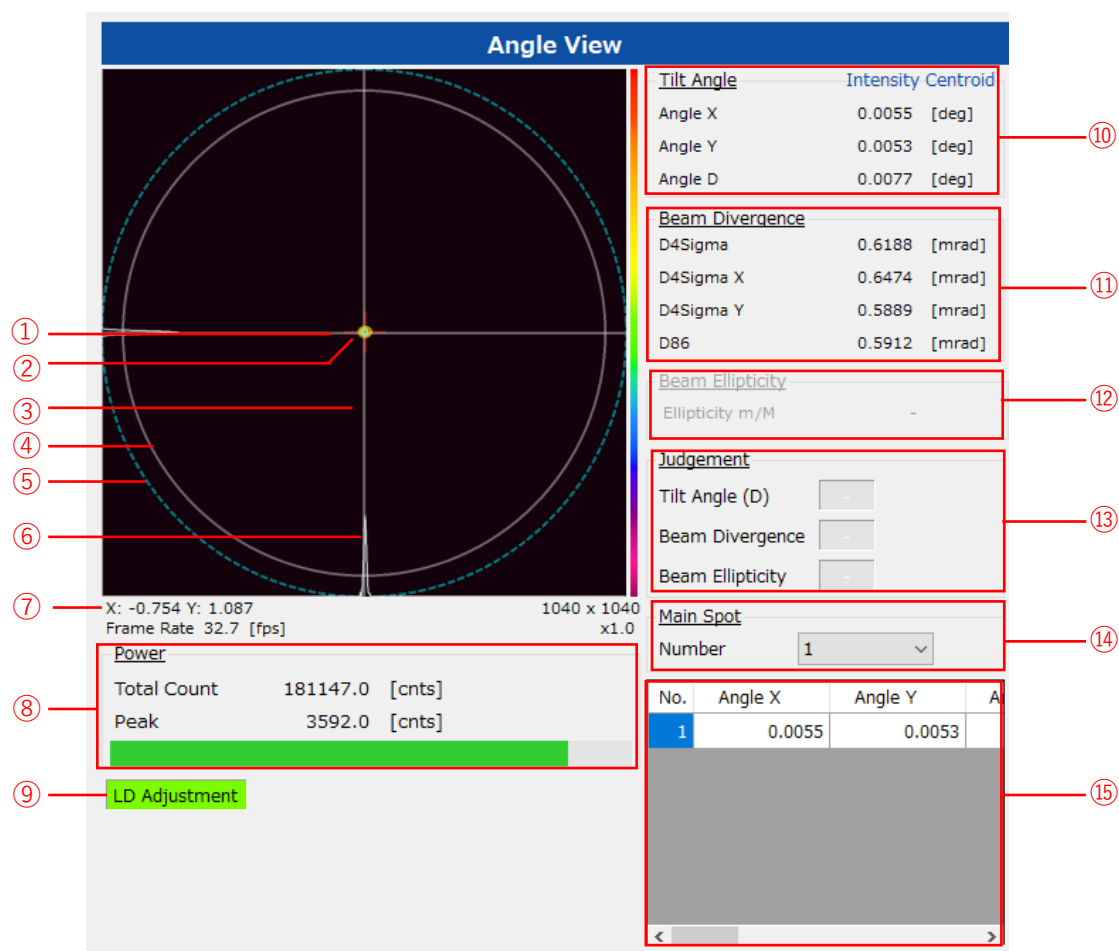 Angle View
Tilt Angle Intensity Centroid
Angle X 0.0055 [deg]
Angle Y 0.0053 [deg]
Angle D 0.0077 [deg]
⑩
Beam Divergence
D4Sigma 0.6188 [mrad]
D4Sigma X 0.6474 [mrad]
D4Sigma Y 0.5889 [mrad]
D86 0.5912 [mrad]
⑪
Beam Ellipticity
Ellipticity m/M -
⑫
Judgement
Tilt Angle (D) -
Beam Divergence -
Beam Ellipticity -
⑬
Main Spot
Number 1
⑭
No. Angle X Angle Y
1 0.0055 0.0053
⑮
①
②
③
④
⑤
⑥
⑦
X: -0.754 Y: 1.087 1040 x 1040
Frame Rate 32.7 [fps] x1.0
Power
Total Count 181147.0 [cnts]
Peak 3592.0 [cnts]
⑧
⑨
LD Adjustment